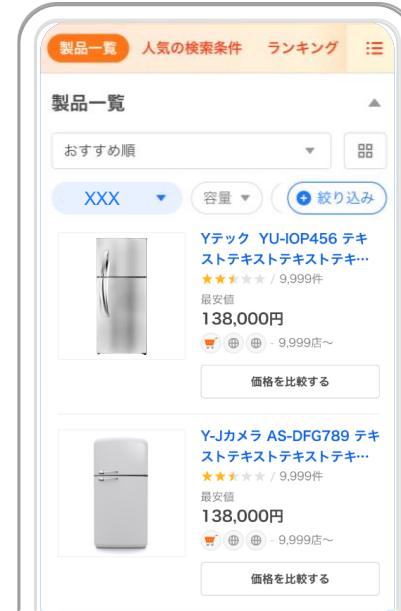 製品一覧 人気の検索条件 ランキング
製品一覧
おすすめ順
XXX 容量 絞り込み
Yテック YU-IOP456 テキ
ストテキストテキストテキ…
/ 9,999件
最安値
138,000円
- 9,999店～
価格を比較する
Y-Jカメラ AS-DFG789 テキ
ストテキストテキストテキ…
/ 9,999件
最安値
138,000円
- 9,999店～
価格を比較する